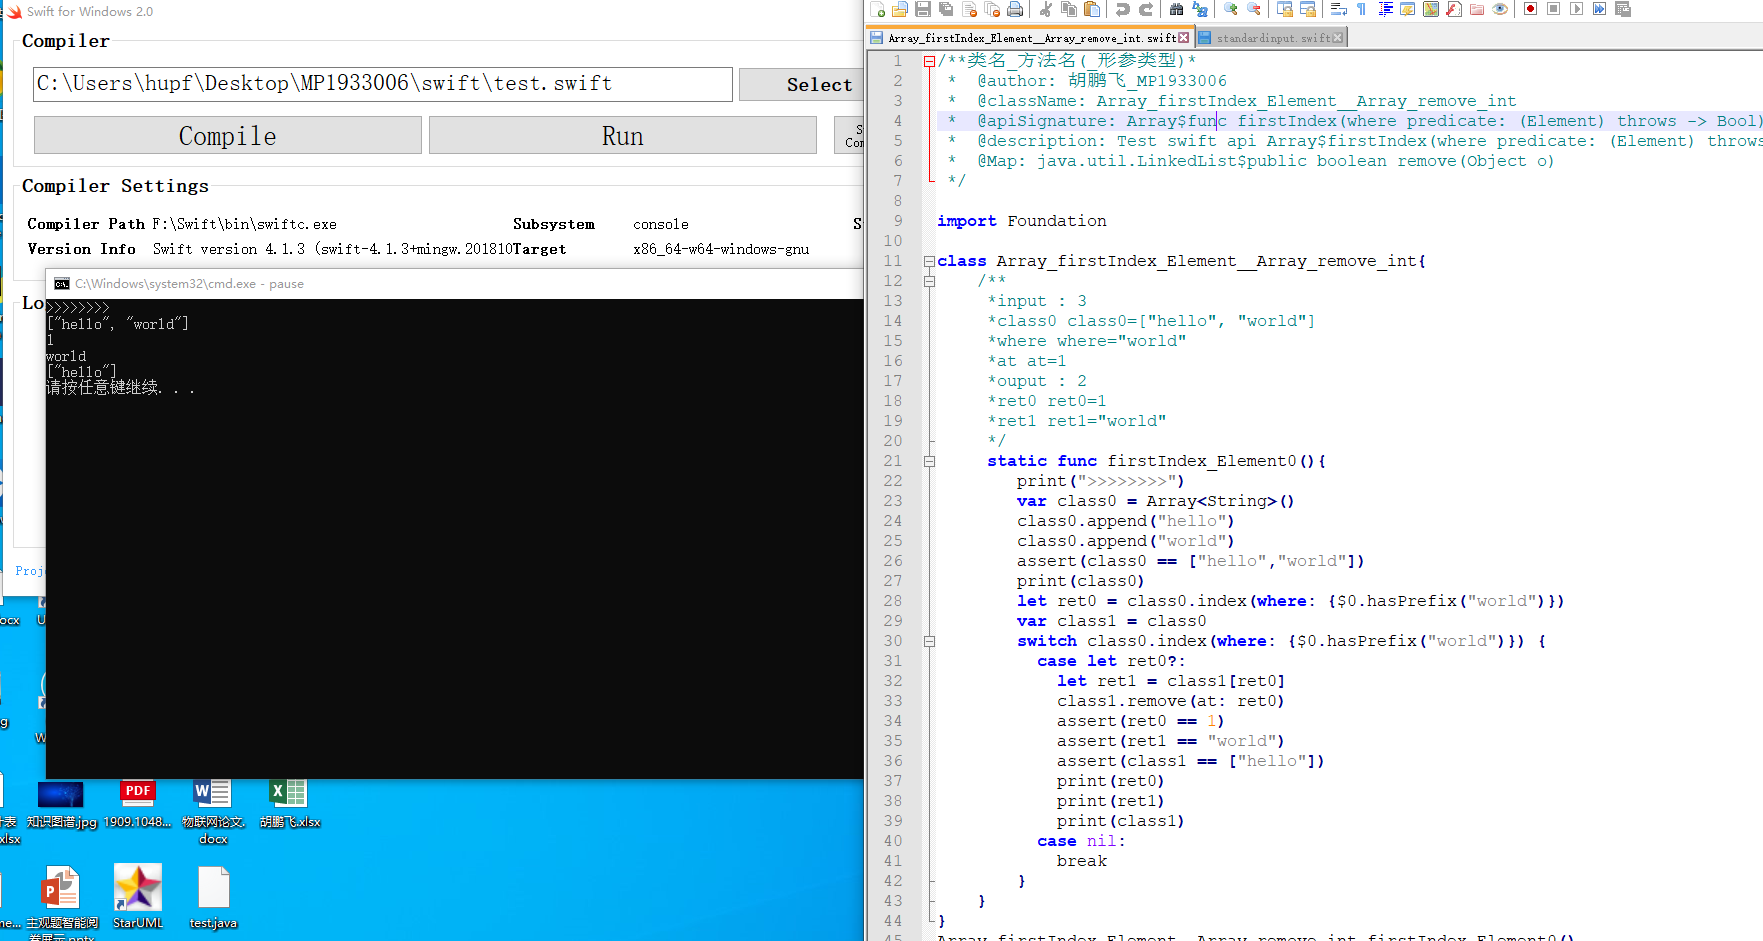 Swift for Windows 2.0
Compiler
C:\Users\hupf\Desktop\MP1933006\swift\test.swift
Select
Compile
Run
Compiler Settings
Compiler Path F:\Swift\bin\swiftc.exe
Subsystem console
Version Info Swift version 4.1.3 (swift-4.1.3+mingw.201810
Target x86_64-w64-windows-gnu
Lo
C:\Windows\system32\cmd.exe - pause
>>>>>>>>
["hello", "world"]
1
world
["hello"]
请按任意键继续. . .
Proj
ocx
xlsx
知识图谱.jpg
PDF
1909.1048...
物联网论文.docx
胡鹏飞.xlsx
主观题智能阅
StarUML
test.java
Array_firstIndex_Element__Array_remove_int.swift
standardinput.swift
1 /**类名_方法名(_形参类型)*
2 * @author: 胡鹏飞_MP1933006
3 * @className: Array_firstIndex_Element__Array_remove_int
4 * @apiSignature: Array$func firstIndex(where predicate: (Element) throws -> Bool)
5 * @description: Test swift api Array$firstIndex(where predicate: (Element) throws
6 * @Map: java.util.LinkedList$public boolean remove(Object o)
7 */
8
9 import Foundation
10
11 class Array_firstIndex_Element__Array_remove_int{
12 /**
13 *input : 3
14 *class0 class0=["hello", "world"]
15 *where where="world"
16 *at at=1
17 *ouput : 2
18 *ret0 ret0=1
19 *ret1 ret1="world"
20 */
21 static func firstIndex_Element0(){
22 print(">>>>>>>>")
23 var class0 = Array<String>()
24 class0.append("hello")
25 class0.append("world")
26 assert(class0 == ["hello","world"])
27 print(class0)
28 let ret0 = class0.index(where: {$0.hasPrefix("world")})
29 var class1 = class0
30 switch class0.index(where: {$0.hasPrefix("world")}) {
31 case let ret0?:
32 let ret1 = class1[ret0]
33 class1.remove(at: ret0)
34 assert(ret0 == 1)
35 assert(ret1 == "world")
36 assert(class1 == ["hello"])
37 print(ret0)
38 print(ret1)
39 print(class1)
40 case nil:
41 break
42 }
43 }
44 }
45 Array_firstIndex_Element__Array_remove_int.firstIndex_Element0()